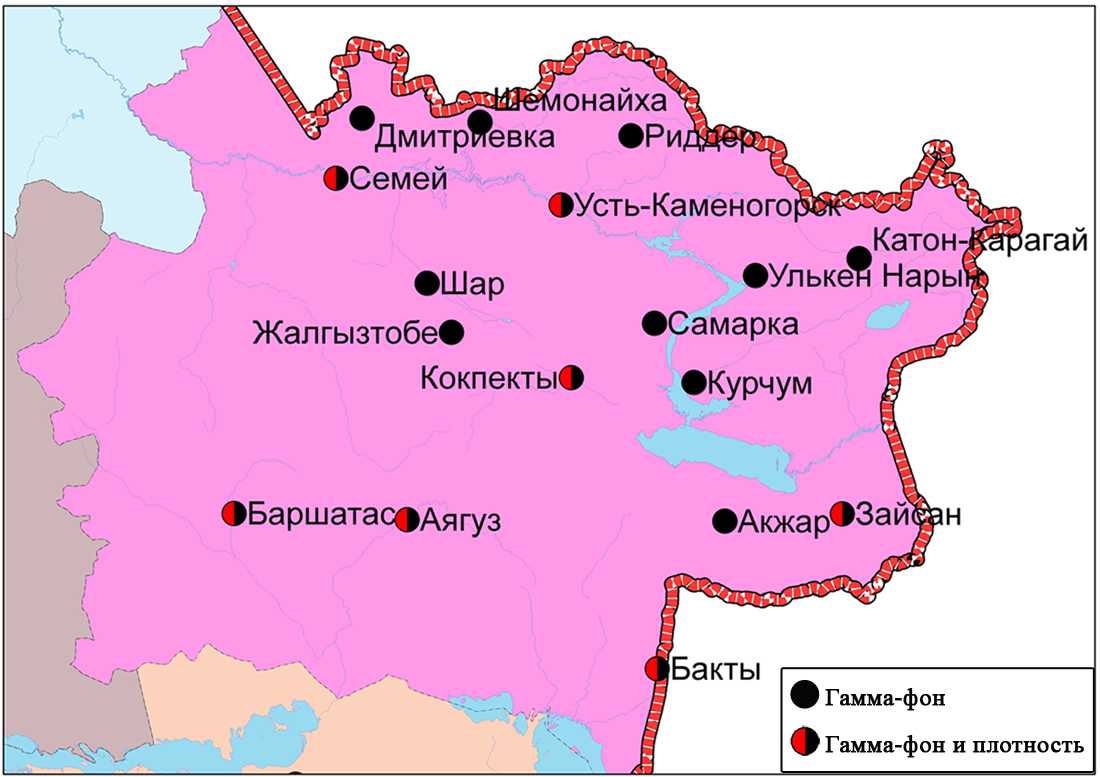 Шемонайха
Дмитриевка
Риддер
Семей
Усть-Каменогорск
Катон-Карагай
Улькен Нарын
Шар
Самарка
Жалгызтобе
Кокпекты
Курчум
Баршатас
Аягуз
Акжар
Зайсан
Бакты
Гамма-фон
Гамма-фон и плотность